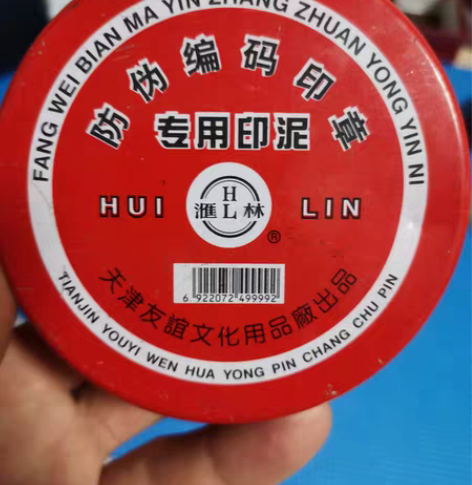 FANG WEI BIAN MA YIN ZHANG ZHUAN YONG YIN NI
防伪编码印章
专用印泥
HUI LIN
H
滙 林
L
®
6 922072 499992
天津友誼文化用品廠出品
TIANJIN YOUYI WEN HUA YONG PIN CHANG CHU PIN